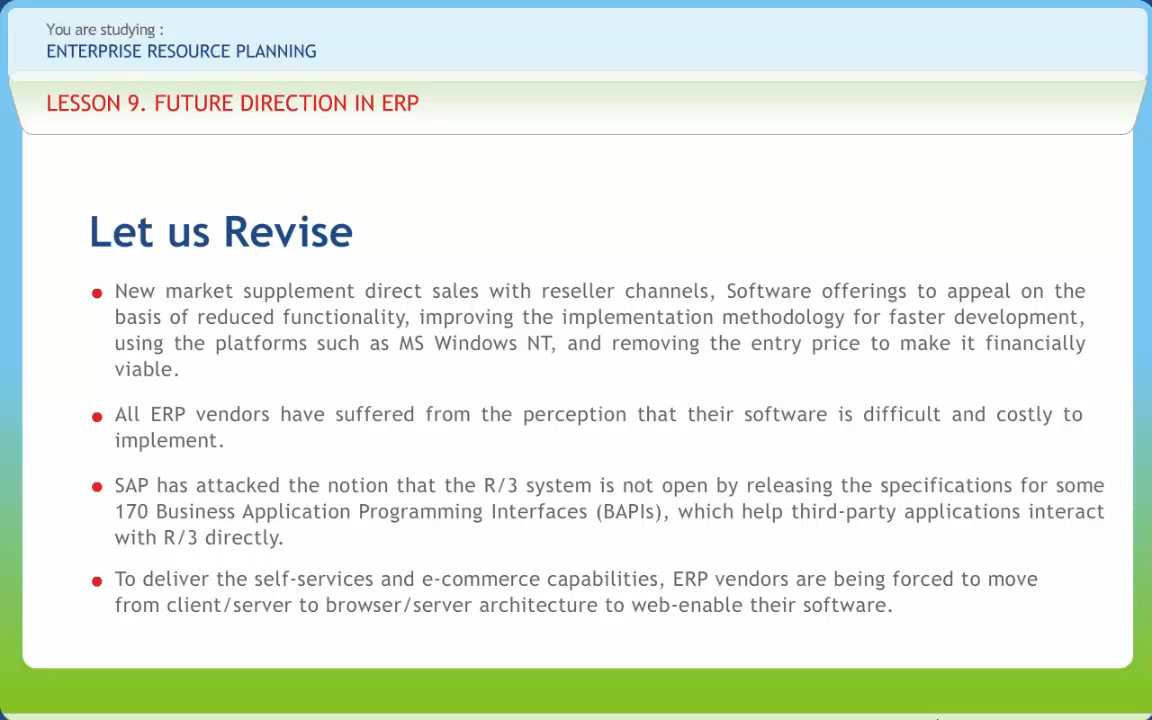 You are studying :
ENTERPRISE RESOURCE PLANNING
LESSON 9. FUTURE DIRECTION IN ERP
Let us Revise
New market supplement direct sales with reseller channels, Software offerings to appeal on the
basis of reduced functionality, improving the implementation methodology for faster development,
using the platforms such as MS Windows NT, and removing the entry price to make it financially
viable.
All ERP vendors have suffered from the perception that their software is difficult and costly to
implement.
SAP has attacked the notion that the R/3 system is not open by releasing the specifications for some
170 Business Application Programming Interfaces (BAPIs), which help third-party applications interact
with R/3 directly.
To deliver the self-services and e-commerce capabilities, ERP vendors are being forced to move
from client/server to browser/server architecture to web-enable their software.